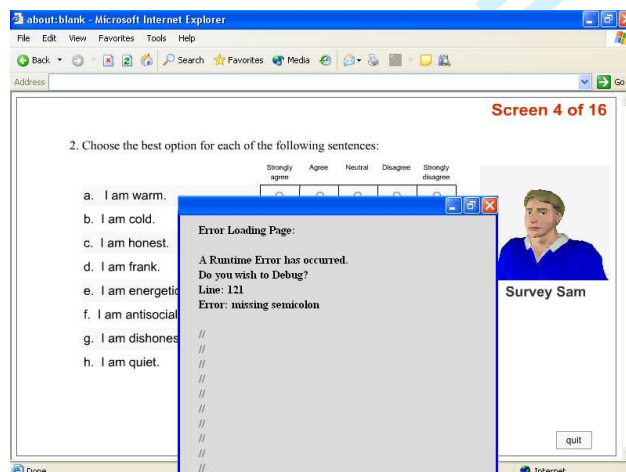 about:blank - Microsoft Internet Explorer
File Edit View Favorites Tools Help
Back Search Favorites Media
Address Go
Screen 4 of 16
2. Choose the best option for each of the following sentences:
Strongly agree Agree Neutral Disagree Strongly disagree
a. I am warm.
b. I am cold.
c. I am honest.
d. I am frank.
e. I am energetic
f. I am antisocial
g. I am dishones
h. I am quiet.
Error Loading Page:
A Runtime Error has occurred.
Do you wish to Debug?
Line: 121
Error: missing semicolon
//
//
//
//
//
//
//
//
//
//
Survey Sam
quit
Done Internet